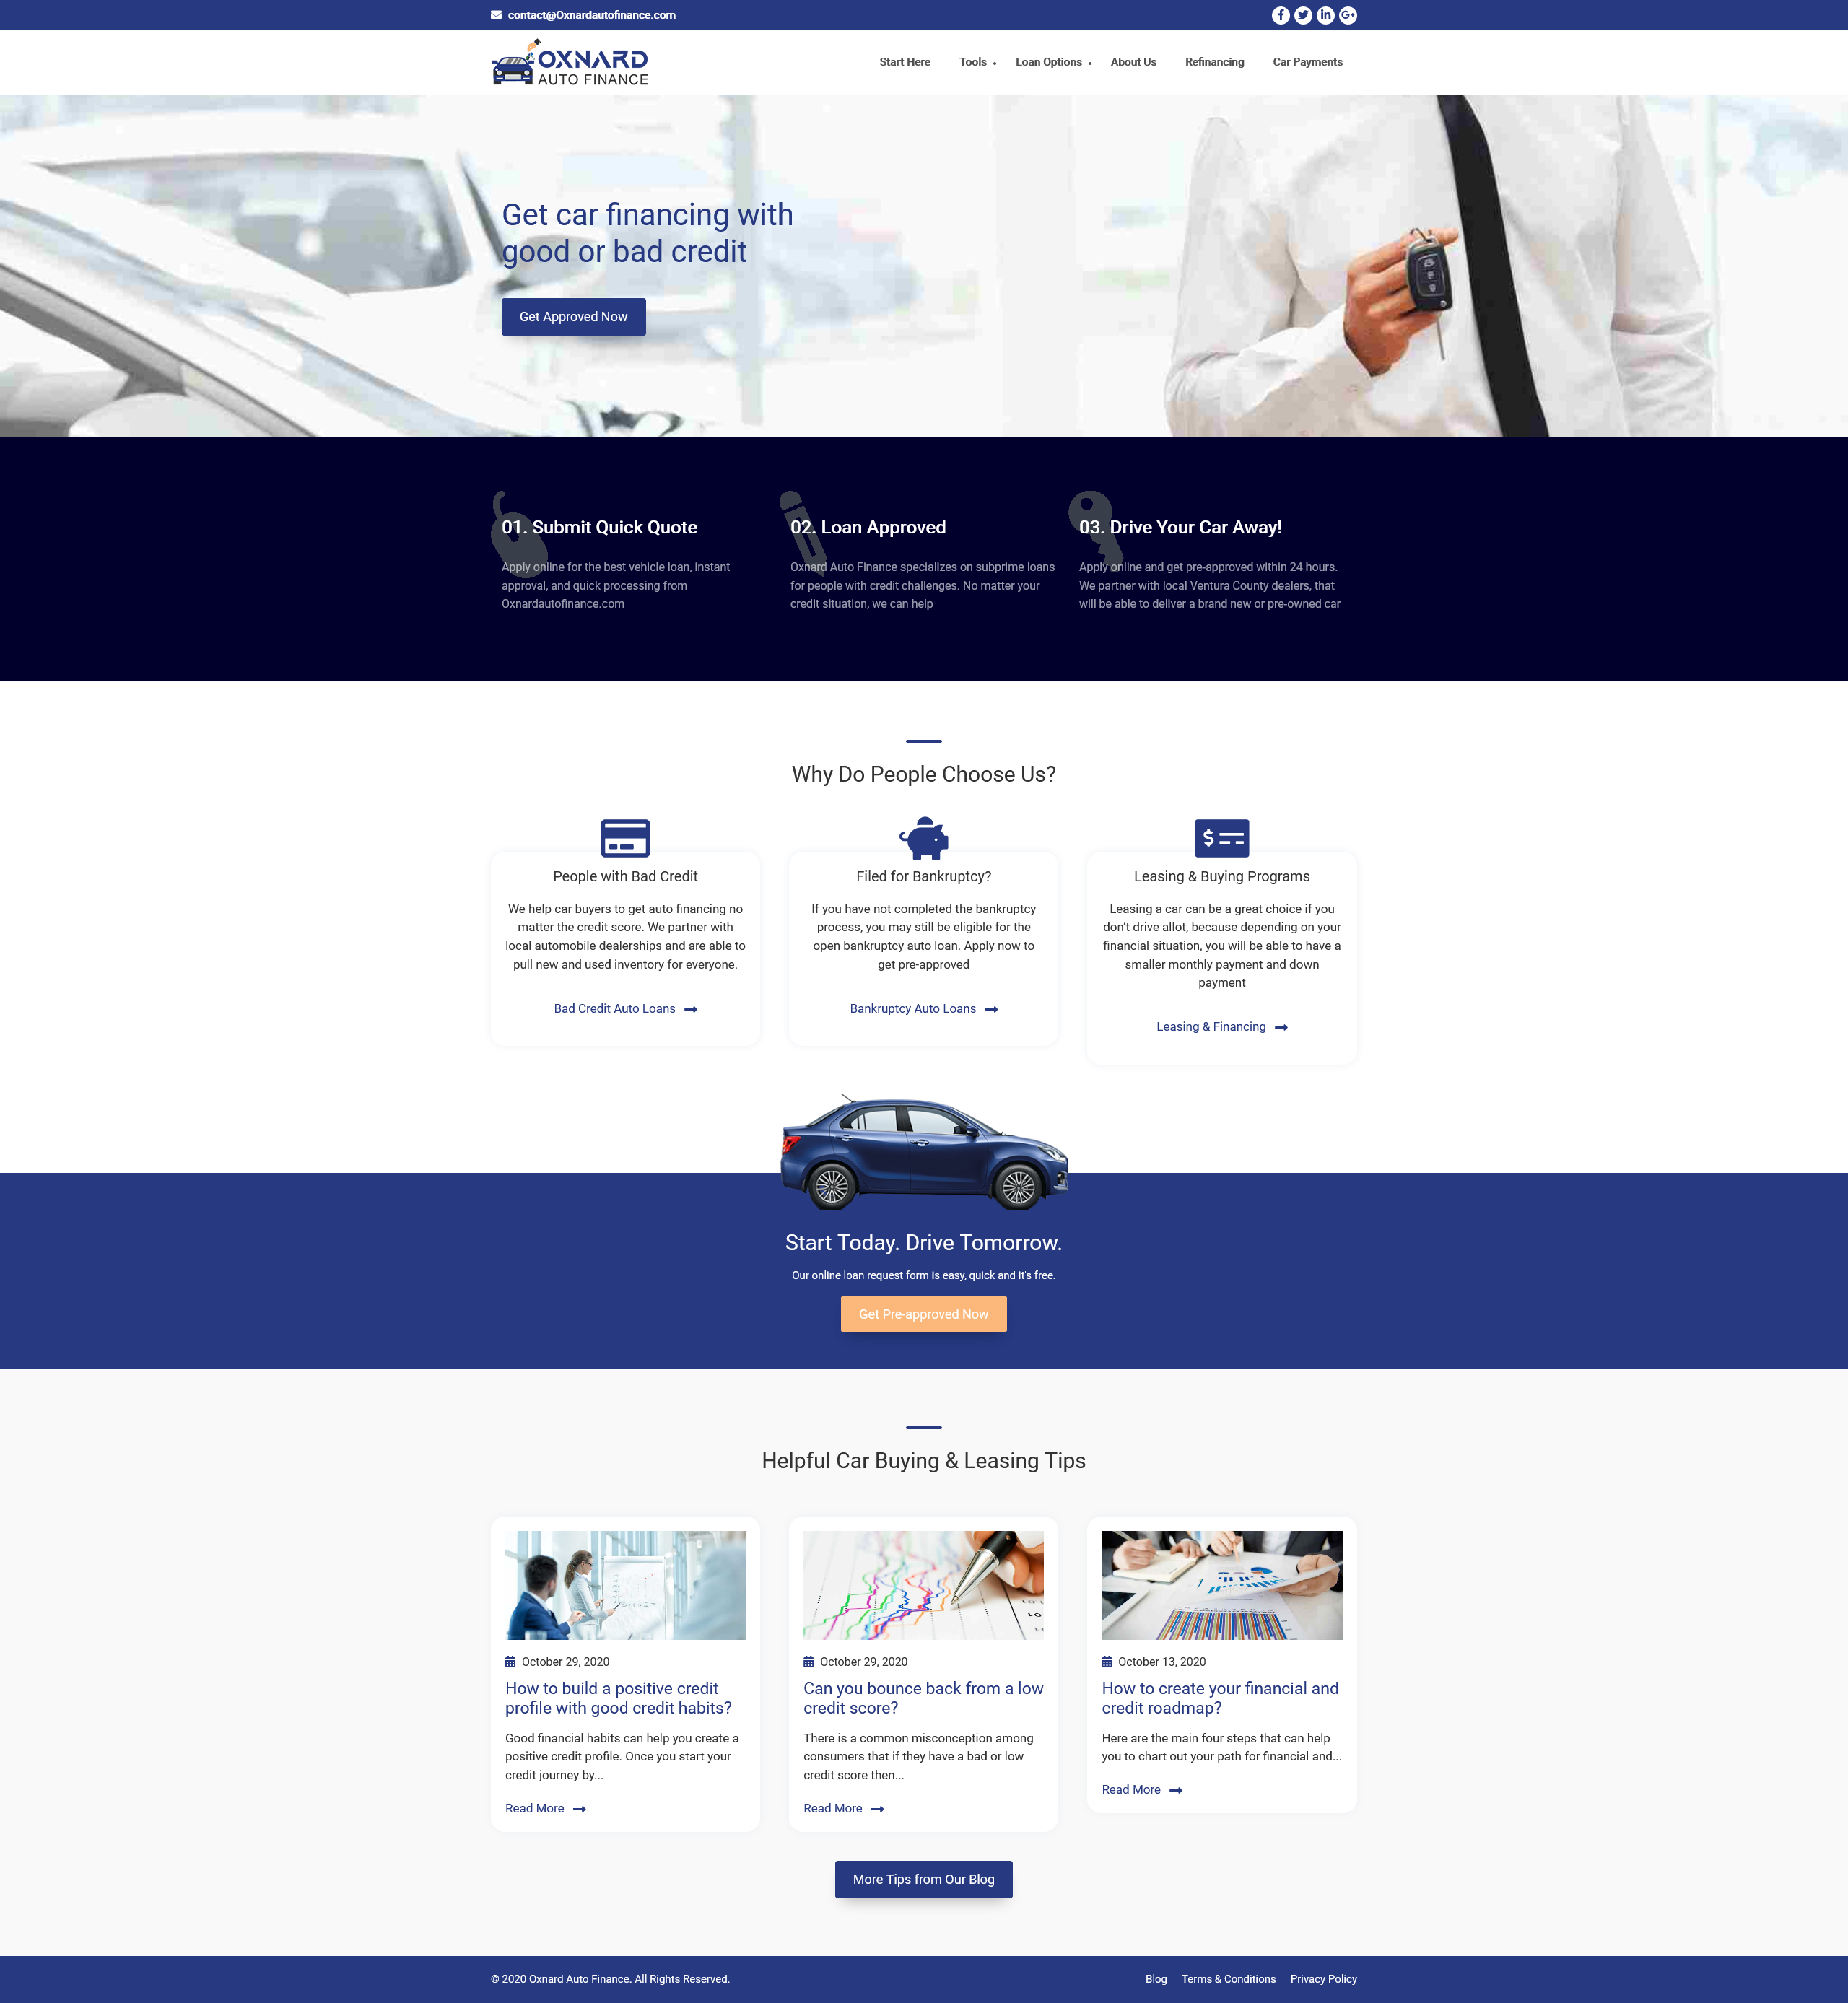 contact@Oxnardautofinance.com
OXNARD
AUTO FINANCE
Start Here
Tools
Loan Options
About Us
Refinancing
Car Payments
Get car financing with
good or bad credit
Get Approved Now
01. Submit Quick Quote
Apply online for the best vehicle loan, instant
approval, and quick processing from
Oxnardautofinance.com
02. Loan Approved
Oxnard Auto Finance specializes on subprime loans
for people with credit challenges. No matter your
credit situation, we can help
03. Drive Your Car Away!
Apply online and get pre-approved within 24 hours.
We partner with local Ventura County dealers, that
will be able to deliver a brand new or pre-owned car
Why Do People Choose Us?
People with Bad Credit
We help car buyers to get auto financing no
matter the credit score. We partner with
local automobile dealerships and are able to
pull new and used inventory for everyone.
Bad Credit Auto Loans
Filed for Bankruptcy?
If you have not completed the bankruptcy
process, you may still be eligible for the
open bankruptcy auto loan. Apply now to
get pre-approved
Bankruptcy Auto Loans
Leasing & Buying Programs
Leasing a car can be a great choice if you
don't drive allot, because depending on your
financial situation, you will be able to have a
smaller monthly payment and down
payment
Leasing & Financing
Start Today. Drive Tomorrow.
Our online loan request form is easy, quick and it's free.
Get Pre-approved Now
Helpful Car Buying & Leasing Tips
October 29, 2020
How to build a positive credit
profile with good credit habits?
Good financial habits can help you create a
positive credit profile. Once you start your
credit journey by...
Read More
October 29, 2020
Can you bounce back from a low
credit score?
There is a common misconception among
consumers that if they have a bad or low
credit score then...
Read More
October 13, 2020
How to create your financial and
credit roadmap?
Here are the main four steps that can help
you to chart out your path for financial and...
Read More
More Tips from Our Blog
© 2020 Oxnard Auto Finance. All Rights Reserved.
Blog
Terms & Conditions
Privacy Policy